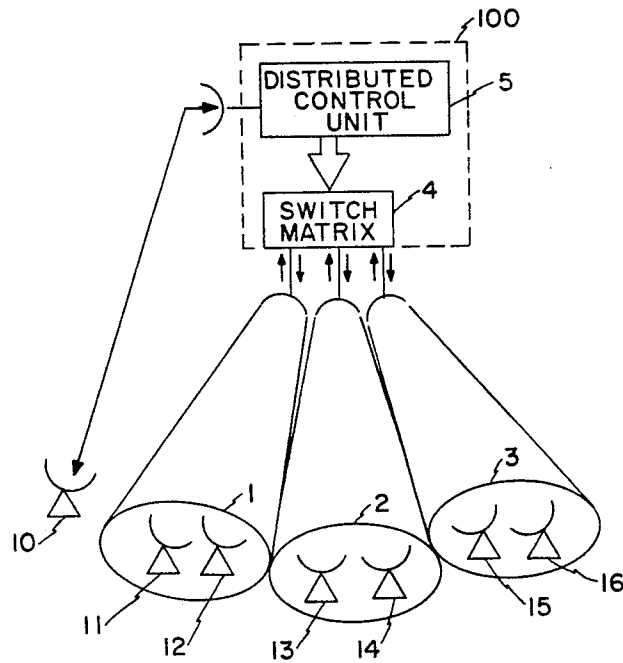 100
DISTRIBUTED
CONTROL
UNIT
5
SWITCH
MATRIX
4
1
2
3
10
11
12
13
14
15
16